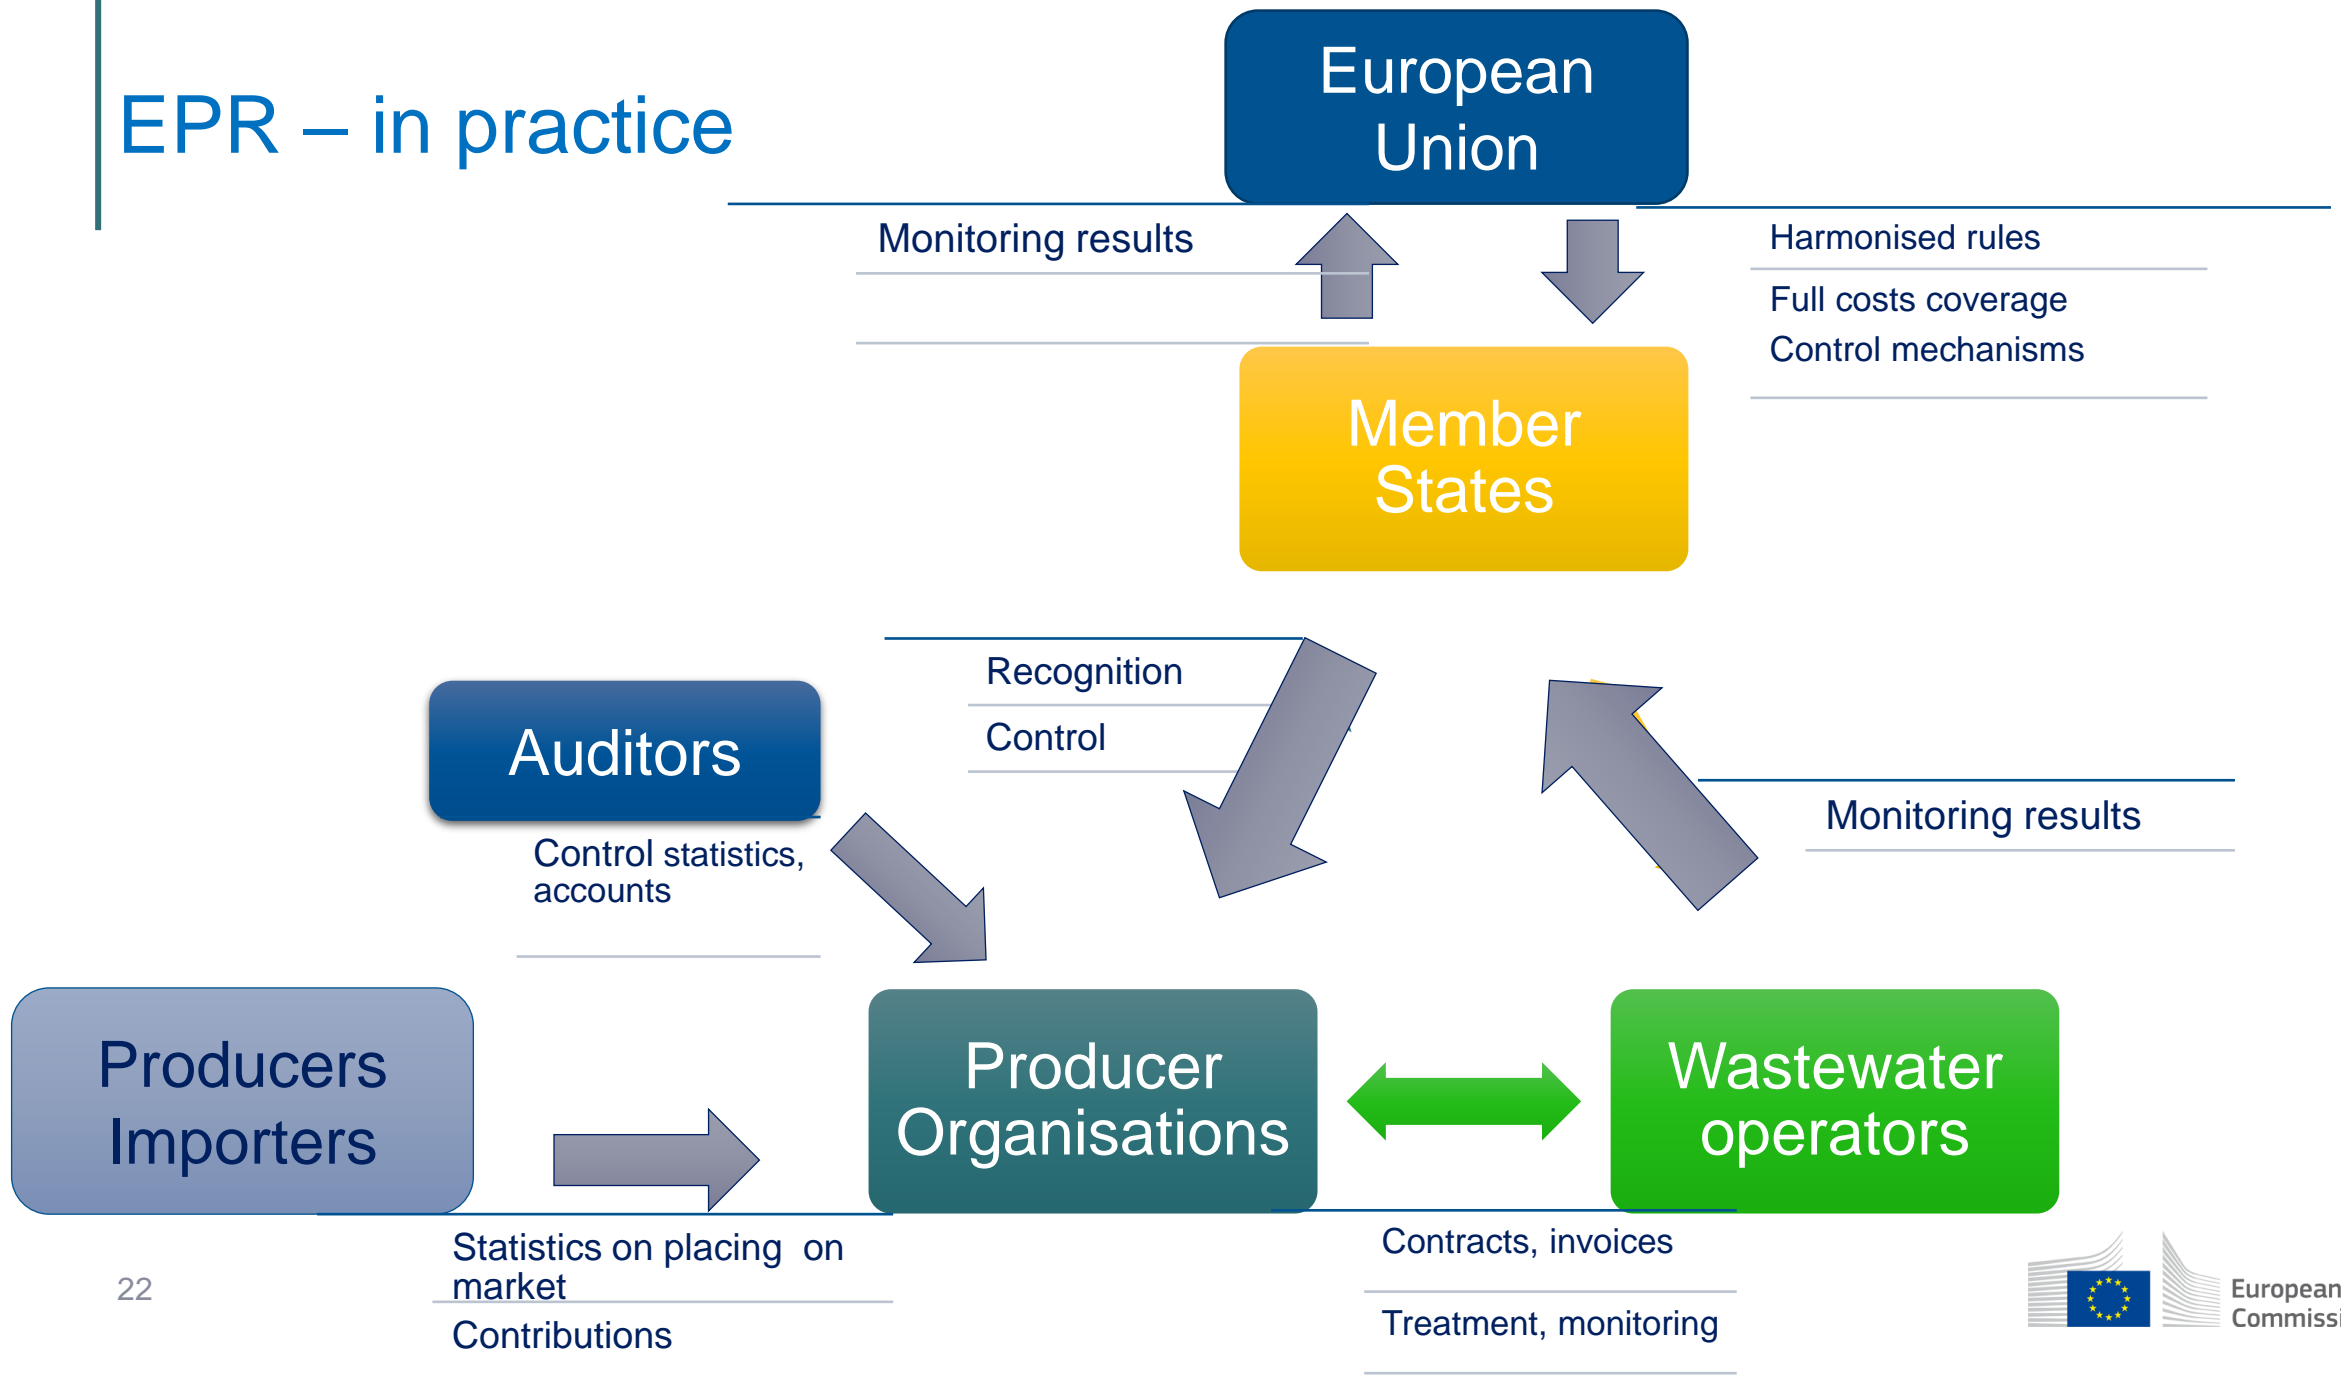 EPR – in practice
European
Union
Monitoring results
Harmonised rules
Full costs coverage
Control mechanisms
Member
States
Recognition
Control
Auditors
Control statistics,
accounts
Monitoring results
Producers
Importers
Producer
Organisations
Wastewater
operators
Statistics on placing on
market
Contributions
Contracts, invoices
Treatment, monitoring
22
European
Commissi